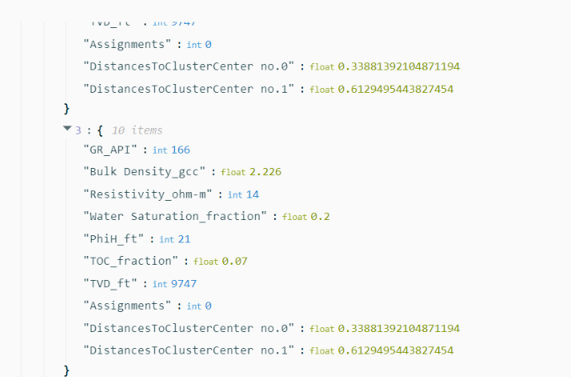 "TVD_ft" : int 9747
"Assignments" : int 0
"DistancesToClusterCenter no.0" : float 0.33881392104871194
"DistancesToClusterCenter no.1" : float 0.6129495443827454
}
3 : { 10 items
"GR_API" : int 166
"Bulk Density_gcc" : float 2.226
"Resistivity_ohm-m" : int 14
"Water Saturation_fraction" : float 0.2
"PhiH_ft" : int 21
"TOC_fraction" : float 0.07
"TVD_ft" : int 9747
"Assignments" : int 0
"DistancesToClusterCenter no.0" : float 0.33881392104871194
"DistancesToClusterCenter no.1" : float 0.6129495443827454
}